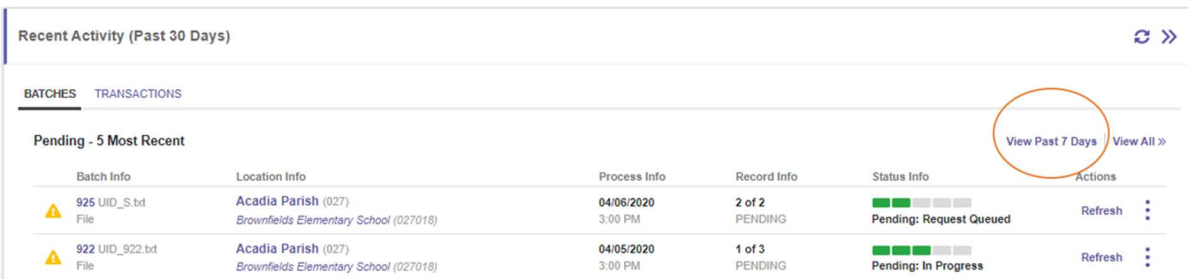 Recent Activity (Past 30 Days)
BATCHES TRANSACTIONS
Pending - 5 Most Recent View Past 7 Days View All »
Batch Info Location Info Process Info Record Info Status Info Actions
925 UID_S.txt Acadia Parish (027) 04/06/2020 2 of 2 Refresh
File Brownfields Elementary School (027018) 3:00 PM PENDING Pending: Request Queued
922 UID_922.txt Acadia Parish (027) 04/05/2020 1 of 3 Refresh
File Brownfields Elementary School (027018) 3:00 PM PENDING Pending: In Progress